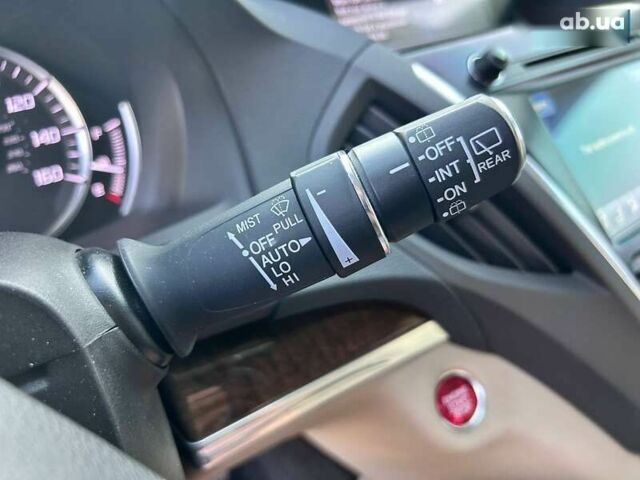 ab.ua
120
140
160
F
MIST
PULL
OFF
AUTO
LO
HI
-
+
-OFF
-INT
-ON
REAR